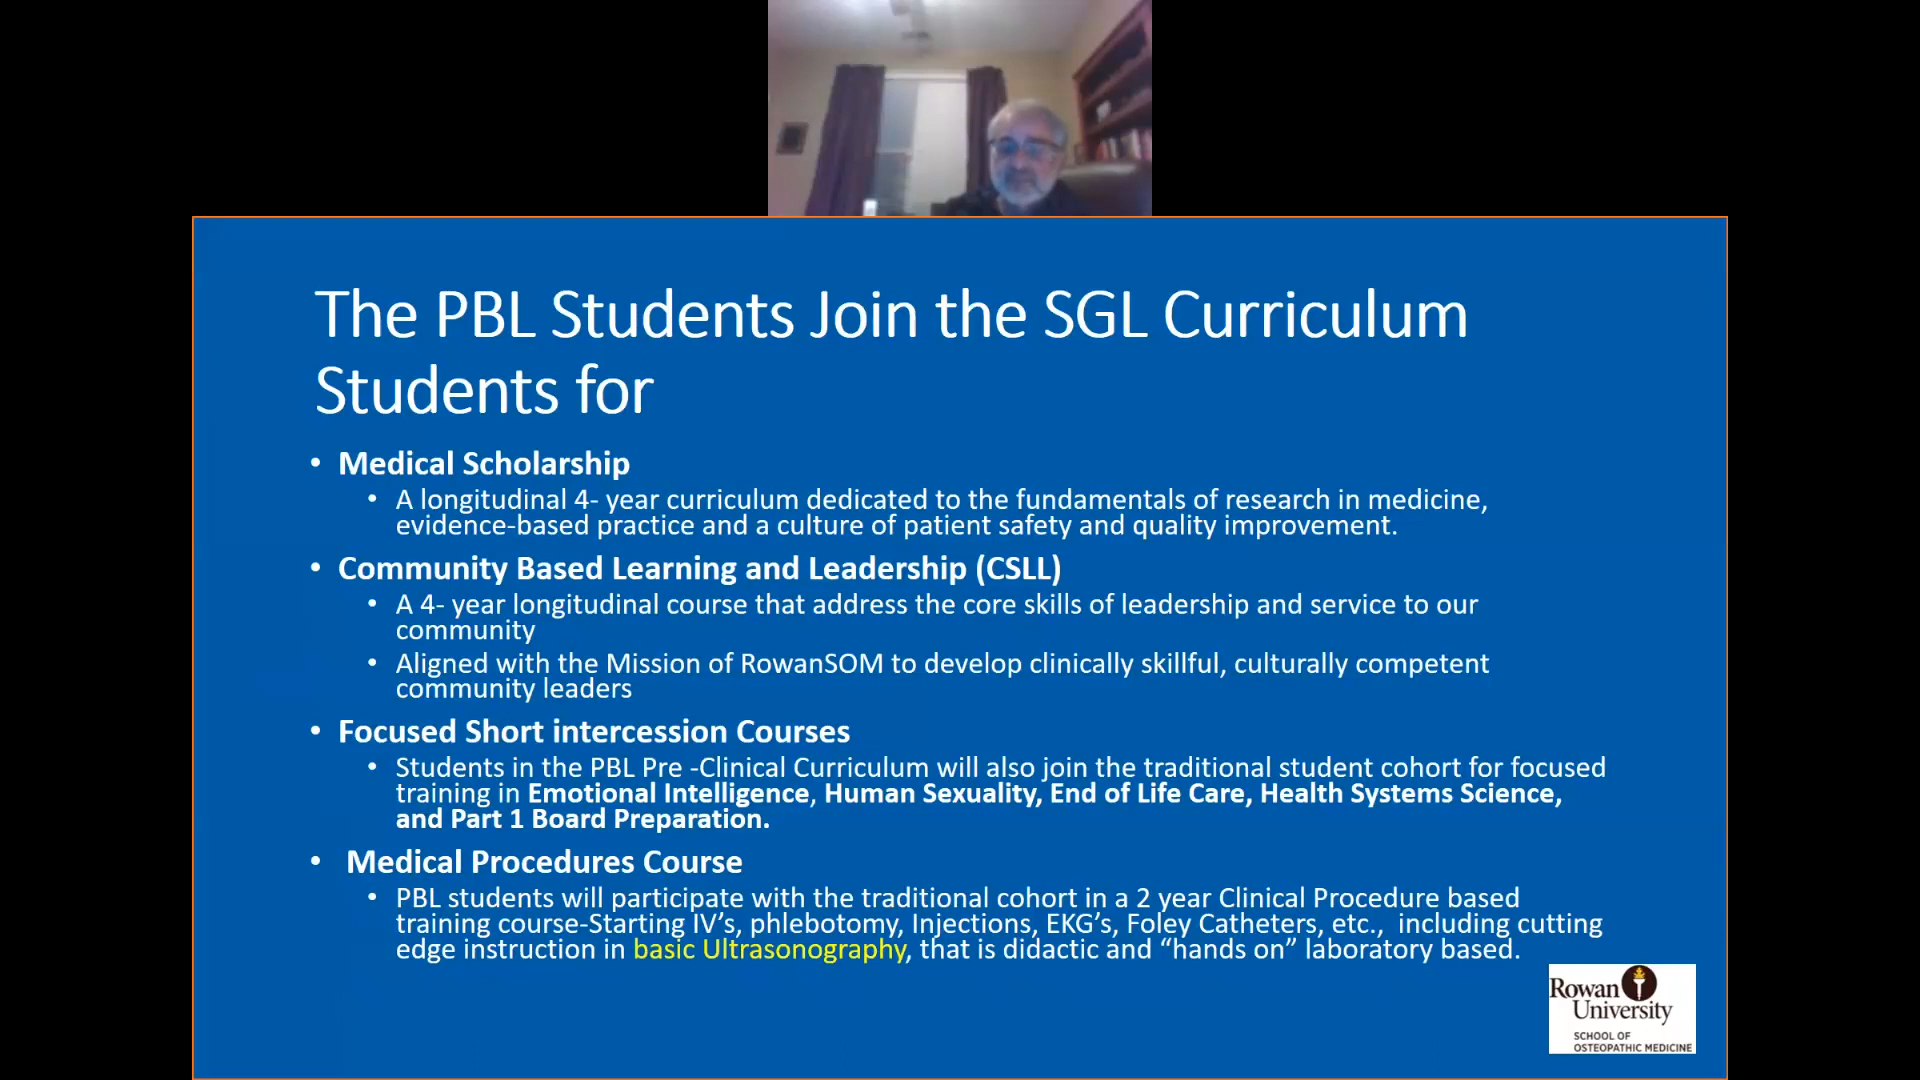 The PBL Students Join the SGL Curriculum
Students for
• Medical Scholarship
• A longitudinal 4- year curriculum dedicated to the fundamentals of research in medicine,
evidence-based practice and a culture of patient safety and quality improvement.
• Community Based Learning and Leadership (CSLL)
• A 4- year longitudinal course that address the core skills of leadership and service to our
community
• Aligned with the Mission of RowanSOM to develop clinically skillful, culturally competent
community leaders
• Focused Short intercession Courses
• Students in the PBL Pre -Clinical Curriculum will also join the traditional student cohort for focused
training in Emotional Intelligence, Human Sexuality, End of Life Care, Health Systems Science,
and Part 1 Board Preparation.
• Medical Procedures Course
• PBL students will participate with the traditional cohort in a 2 year Clinical Procedure based
training course-Starting IV’s, phlebotomy, Injections, EKG’s, Foley Catheters, etc., including cutting
edge instruction in basic Ultrasonography, that is didactic and “hands on” laboratory based.
Rowan
University
SCHOOL OF
OSTEOPATHIC MEDICINE